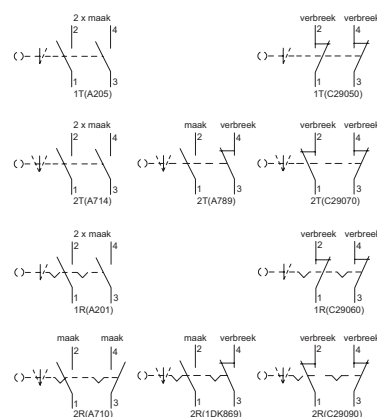 2 x maak
2 4
1 3
1T(A205)
verbreek verbreek
2 4
1 3
1T(C29050)
2 x maak
2 4
1 3
2T(A714)
maak verbreek
2 4
1 3
2T(A789)
verbreek verbreek
2 4
1 3
2T(C29070)
2 x maak
2 4
1 3
1R(A201)
verbreek verbreek
2 4
1 3
1R(C29060)
maak maak
2 4
1 3
2R(A710)
maak verbreek
2 4
1 3
2R(1DK869)
verbreek verbreek
2 4
1 3
2R(C29090)